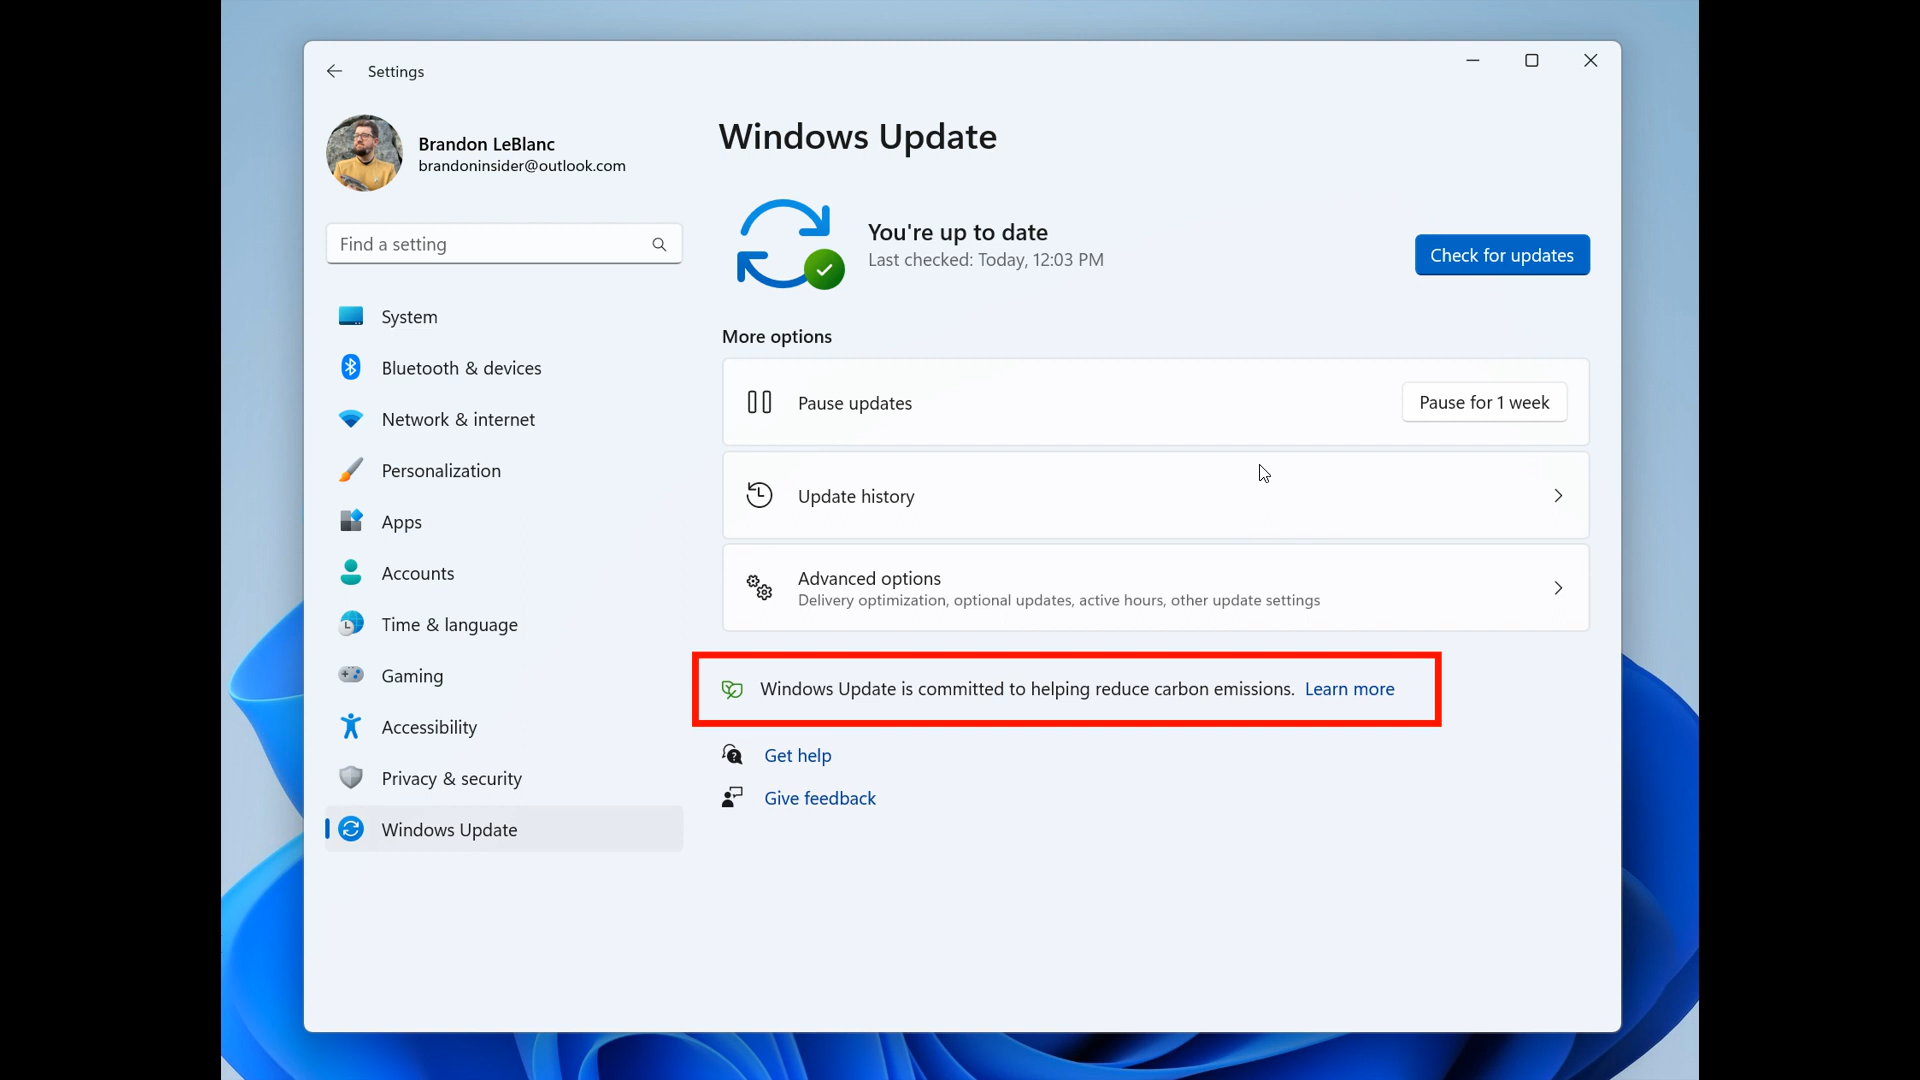 Settings
Brandon LeBlanc
brandoninsider@outlook.com
Find a setting
System
Bluetooth & devices
Network & internet
Personalization
Apps
Accounts
Time & language
Gaming
Accessibility
Privacy & security
Windows Update
Windows Update
You're up to date
Last checked: Today, 12:03 PM
Check for updates
More options
Pause updates
Pause for 1 week
Update history
Advanced options
Delivery optimization, optional updates, active hours, other update settings
Windows Update is committed to helping reduce carbon emissions. Learn more
Get help
Give feedback